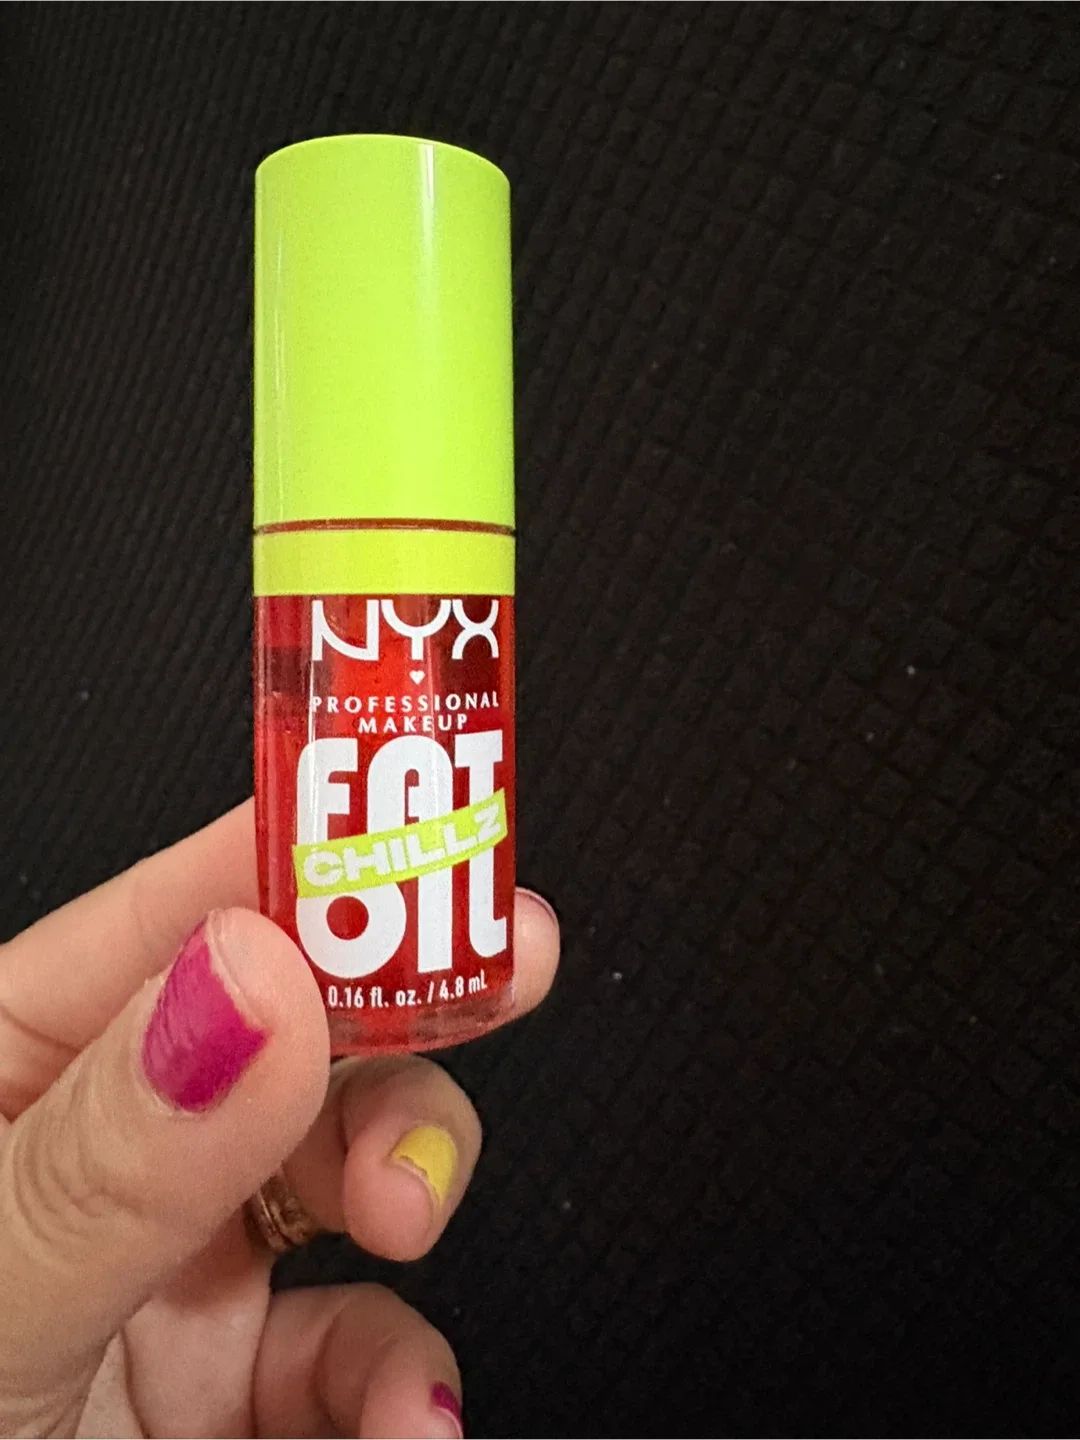 NYX
PROFESSIONAL
MAKEUP
FAT
CHILLZ
OIL
0.16 fl. oz. / 4.8 mL